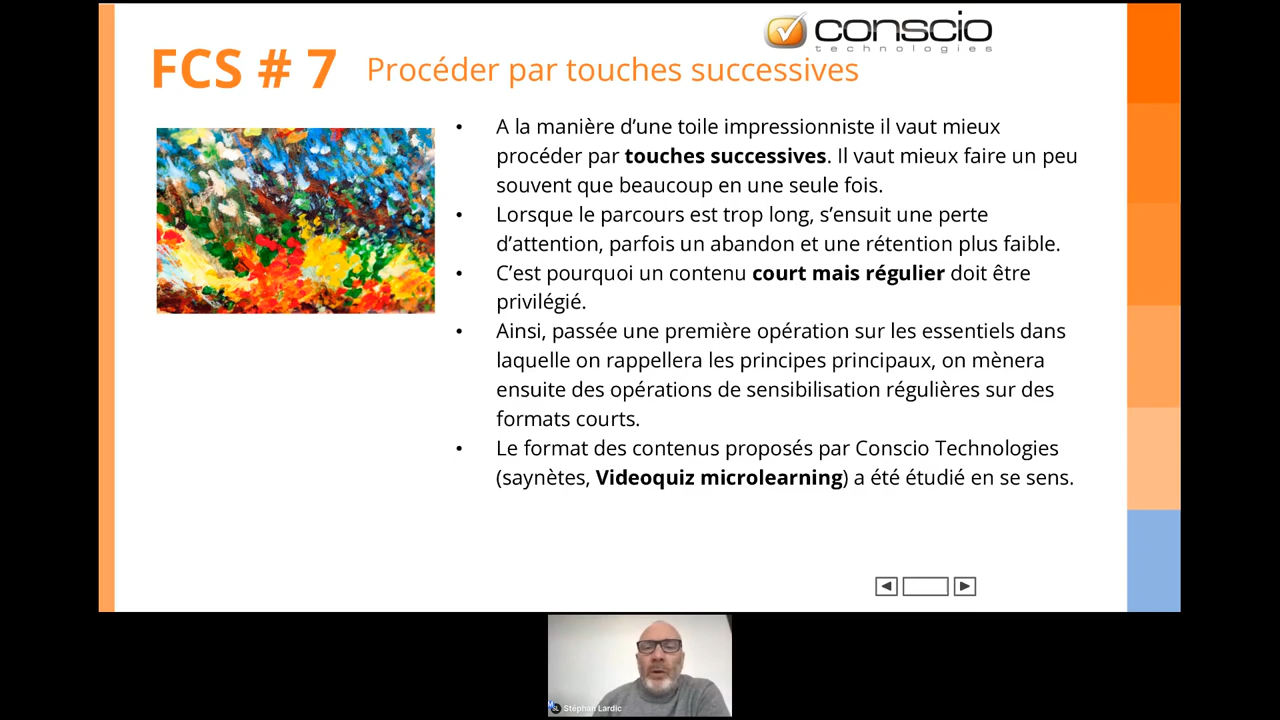 conscio
technologies
FCS # 7 Procéder par touches successives
• A la manière d’une toile impressionniste il vaut mieux
procéder par touches successives. Il vaut mieux faire un peu
souvent que beaucoup en une seule fois.
• Lorsque le parcours est trop long, s’ensuit une perte
d’attention, parfois un abandon et une rétention plus faible.
• C’est pourquoi un contenu court mais régulier doit être
privilégié.
• Ainsi, passée une première opération sur les essentiels dans
laquelle on rappellera les principes principaux, on mènera
ensuite des opérations de sensibilisation régulières sur des
formats courts.
• Le format des contenus proposés par Conscio Technologies
(saynètes, Videoquiz microlearning) a été étudié en se sens.
SL Stéphan Lardic